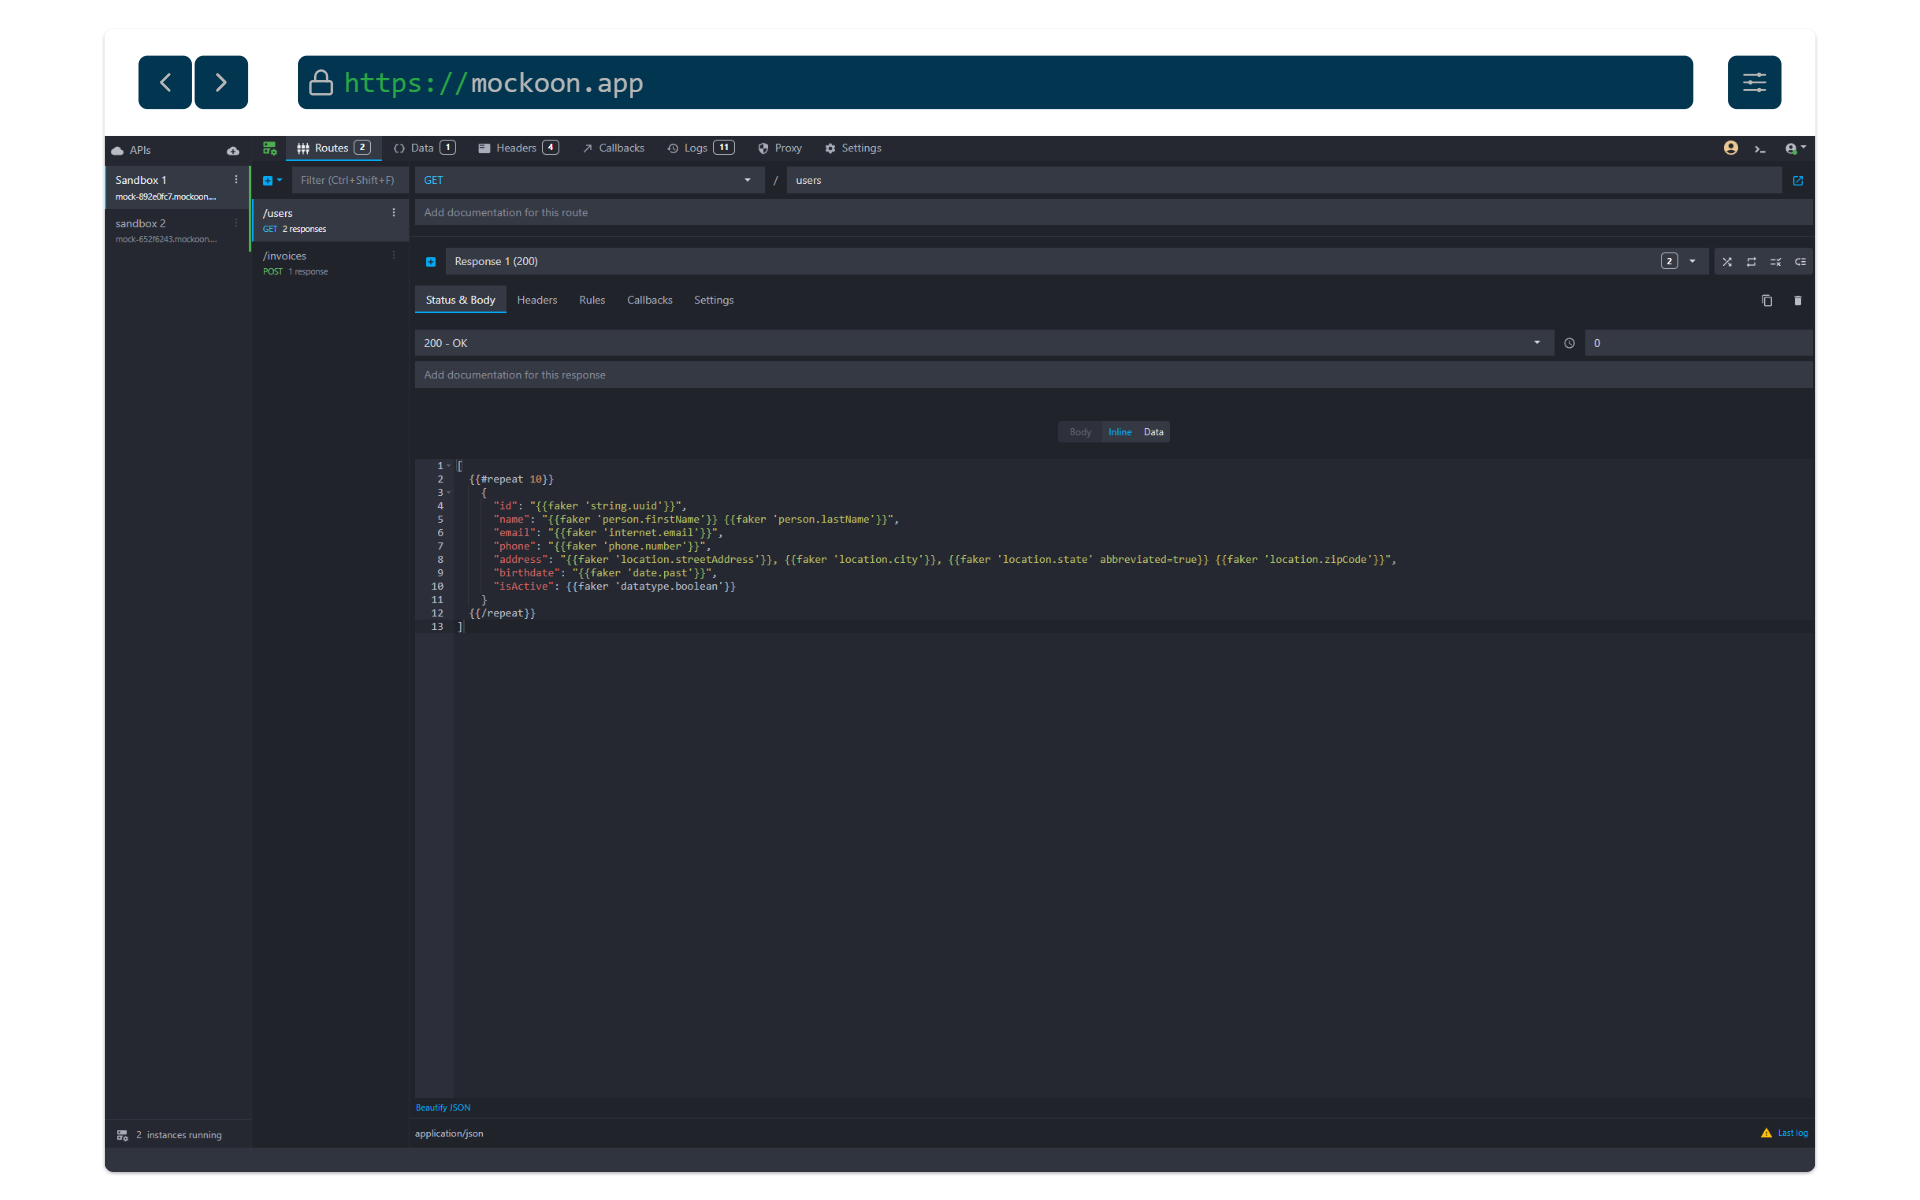 https://mockoon.app
APIs
Routes 2
Data 1
Headers 4
Callbacks
Logs 11
Proxy
Settings
Sandbox 1
mock-892e0fc7.mockoon....
sandbox 2
mock-652f6243.mockoon....
Filter (Ctrl+Shift+F)
/users
GET 2 responses
/invoices
POST 1 response
GET
/ users
Add documentation for this route
Response 1 (200)
2
Status & Body
Headers
Rules
Callbacks
Settings
200 - OK
0
Add documentation for this response
Body
Inline
Data
1 [
2 {{#repeat 10}}
3 {
4 "id": "{{faker 'string.uuid'}}",
5 "name": "{{faker 'person.firstName'}} {{faker 'person.lastName'}}",
6 "email": "{{faker 'internet.email'}}",
7 "phone": "{{faker 'phone.number'}}",
8 "address": "{{faker 'location.streetAddress'}}, {{faker 'location.city'}}, {{faker 'location.state' abbreviated=true}} {{faker 'location.zipCode'}}",
9 "birthdate": "{{faker 'date.past'}}",
10 "isActive": {{faker 'datatype.boolean'}}
11 }
12 {{/repeat}}
13 ]
Beautify JSON
2 instances running
application/json
Last log